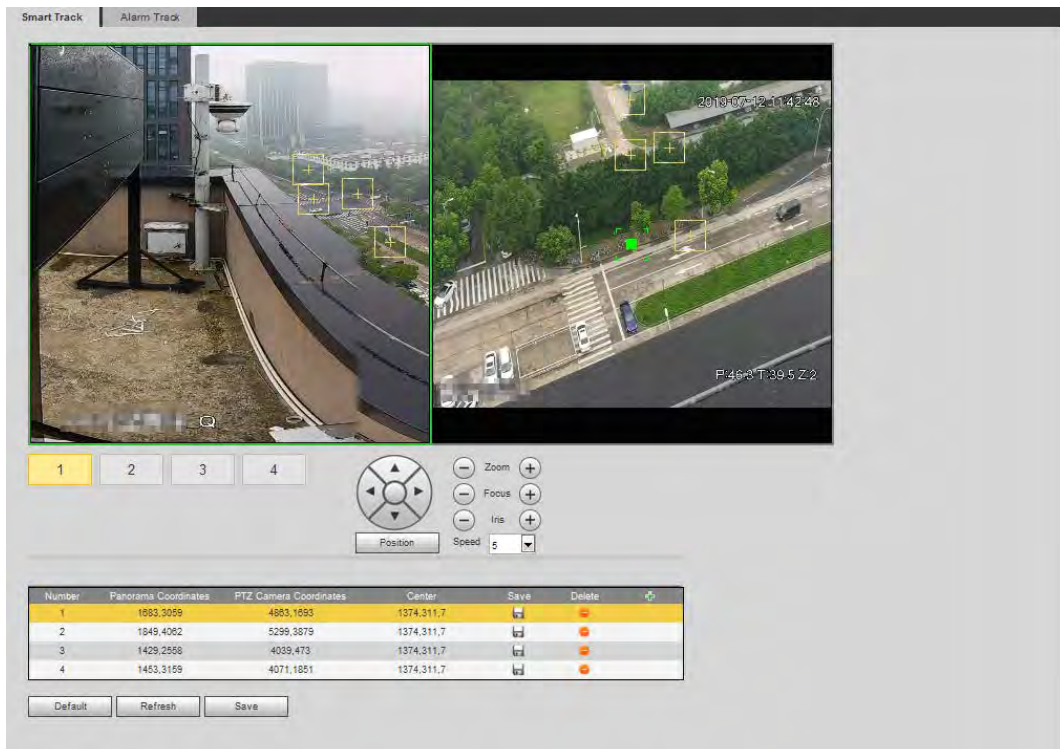 Smart Track Alarm Track
2019-07-12 11:42:48
P:46.8 T:39.5 Z:2
1 2 3 4
Zoom
Focus
Iris
Position Speed 5
Number Panorama Coordinates PTZ Camera Coordinates Center Save Delete
1 1683,3059 4863,1693 1374,311,7
2 1849,4062 5299,3879 1374,311,7
3 1429,2558 4039,473 1374,311,7
4 1453,3159 4071,1851 1374,311,7
Default Refresh Save